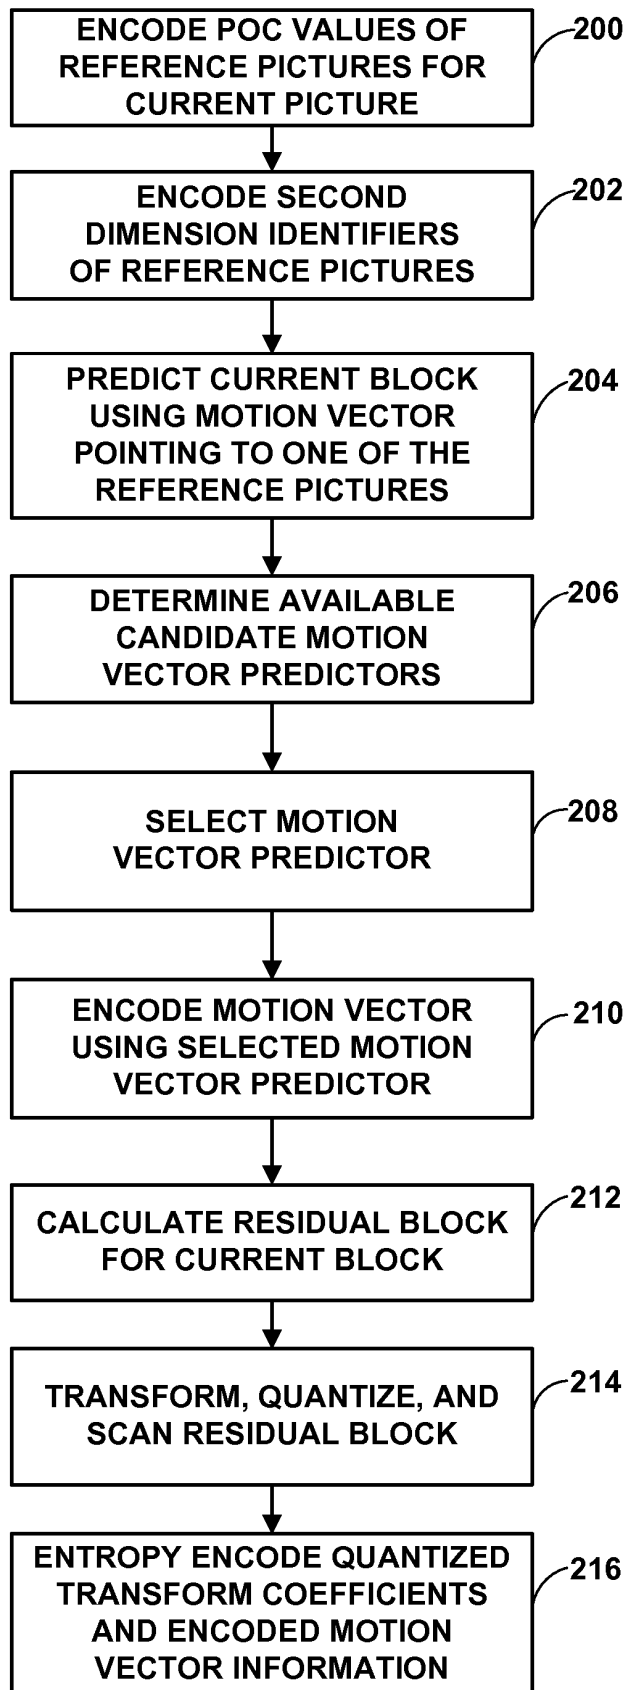 ENCODE POC VALUES OF
REFERENCE PICTURES FOR
CURRENT PICTURE
200
ENCODE SECOND
DIMENSION IDENTIFIERS
OF REFERENCE PICTURES
202
PREDICT CURRENT BLOCK
USING MOTION VECTOR
POINTING TO ONE OF THE
REFERENCE PICTURES
204
DETERMINE AVAILABLE
CANDIDATE MOTION
VECTOR PREDICTORS
206
SELECT MOTION
VECTOR PREDICTOR
208
ENCODE MOTION VECTOR
USING SELECTED MOTION
VECTOR PREDICTOR
210
CALCULATE RESIDUAL BLOCK
FOR CURRENT BLOCK
212
TRANSFORM, QUANTIZE, AND
SCAN RESIDUAL BLOCK
214
ENTROPY ENCODE QUANTIZED
TRANSFORM COEFFICIENTS
AND ENCODED MOTION
VECTOR INFORMATION
216